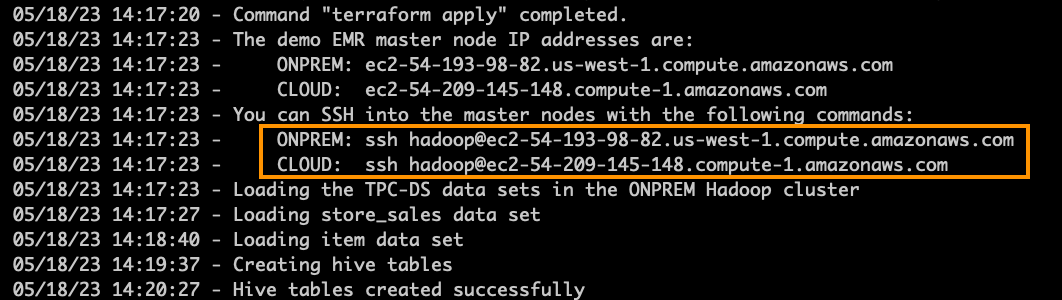 05/18/23 14:17:20 - Command "terraform apply" completed.
05/18/23 14:17:23 - The demo EMR master node IP addresses are:
05/18/23 14:17:23 -     ONPREM: ec2-54-193-98-82.us-west-1.compute.amazonaws.com
05/18/23 14:17:23 -     CLOUD:  ec2-54-209-145-148.compute-1.amazonaws.com
05/18/23 14:17:23 - You can SSH into the master nodes with the following commands:
05/18/23 14:17:23 -     ONPREM: ssh hadoop@ec2-54-193-98-82.us-west-1.compute.amazonaws.com
05/18/23 14:17:23 -     CLOUD:  ssh hadoop@ec2-54-209-145-148.compute-1.amazonaws.com
05/18/23 14:17:23 - Loading the TPC-DS data sets in the ONPREM Hadoop cluster
05/18/23 14:17:27 - Loading store_sales data set
05/18/23 14:18:40 - Loading item data set
05/18/23 14:19:37 - Creating hive tables
05/18/23 14:20:27 - Hive tables created successfully